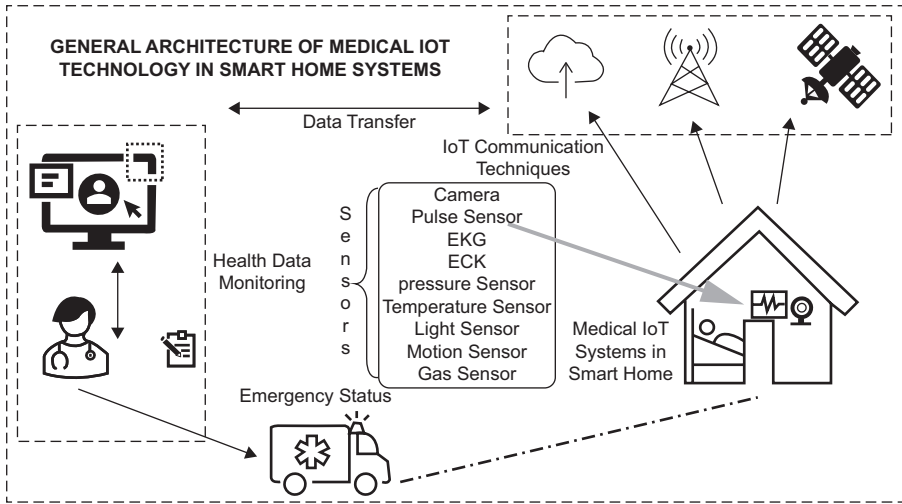 GENERAL ARCHITECTURE OF MEDICAL IOT
TECHNOLOGY IN SMART HOME SYSTEMS
Data Transfer
IoT Communication
Techniques
Sensors
Camera
Pulse Sensor
EKG
ECK
pressure Sensor
Temperature Sensor
Light Sensor
Motion Sensor
Gas Sensor
Health Data
Monitoring
Medical IoT
Systems in
Smart Home
Emergency Status